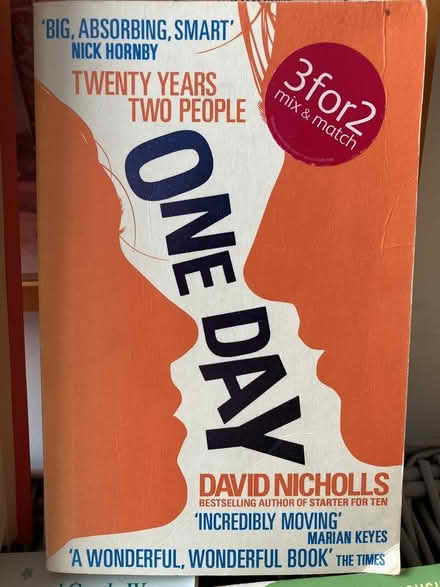 'BIG, ABSORBING, SMART'
NICK HORNBY
TWENTY YEARS
TWO PEOPLE
3for2
mix & match
ONE DAY
DAVID NICHOLLS
BESTSELLING AUTHOR OF STARTER FOR TEN
'INCREDIBLY MOVING'
MARIAN KEYES
'A WONDERFUL, WONDERFUL BOOK' THE TIMES